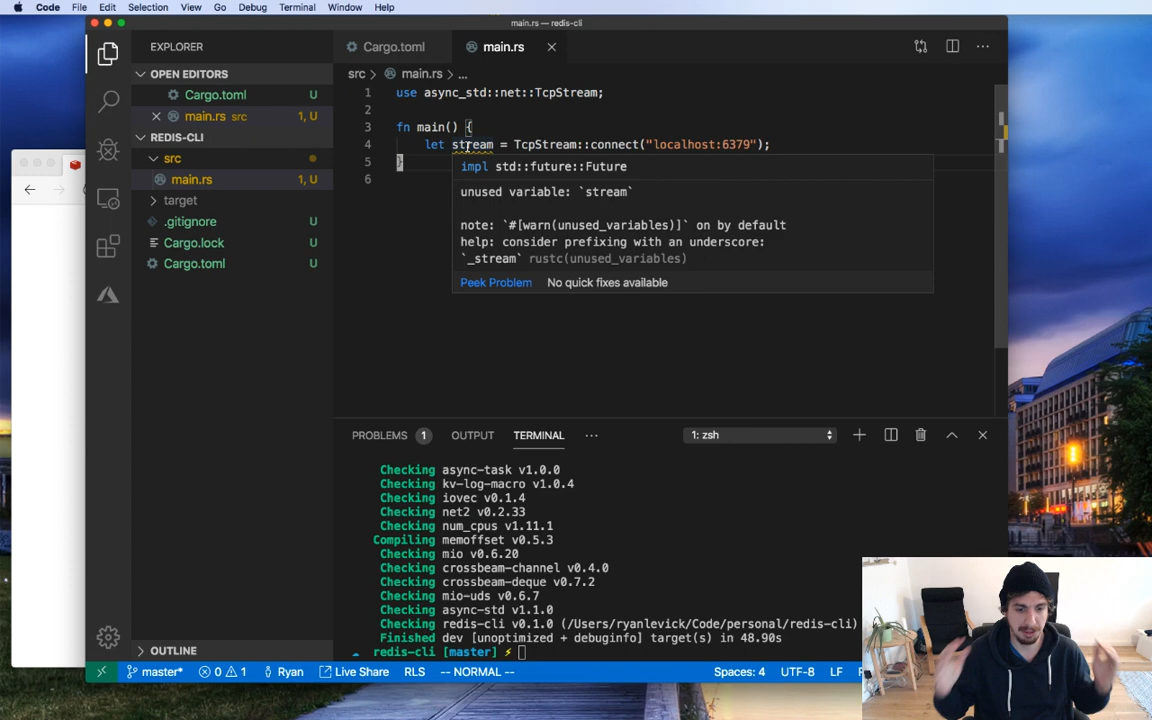 Code File Edit Selection View Go Debug Terminal Window Help
main.rs — redis-cli
EXPLORER
OPEN EDITORS
Cargo.toml U
main.rs src 1, U
REDIS-CLI
src
main.rs 1, U
target
.gitignore U
Cargo.lock U
Cargo.toml U
OUTLINE
Cargo.toml main.rs
src main.rs ...
1 use async_std::net::TcpStream;
2
3 fn main() {
4 let stream = TcpStream::connect("localhost:6379");
5 }
6
impl std::future::Future
unused variable: `stream`
note: `#[warn(unused_variables)]` on by default
help: consider prefixing with an underscore:
`_stream` rustc(unused_variables)
Peek Problem No quick fixes available
PROBLEMS 1 OUTPUT TERMINAL ... 1: zsh
Checking async-task v1.0.0
Checking kv-log-macro v1.0.4
Checking iovec v0.1.4
Checking net2 v0.2.33
Checking num_cpus v1.11.1
Compiling memoffset v0.5.3
Checking mio v0.6.20
Checking crossbeam-channel v0.4.0
Checking crossbeam-deque v0.7.2
Checking mio-uds v0.6.7
Checking async-std v1.1.0
Checking redis-cli v0.1.0 (/Users/ryanlevick/Code/personal/redis-cli)
Finished dev [unoptimized + debuginfo] target(s) in 48.90s
redis-cli [master] ⚡
master* 0 1 Ryan Live Share RLS -- NORMAL -- Spaces: 4 UTF-8 LF